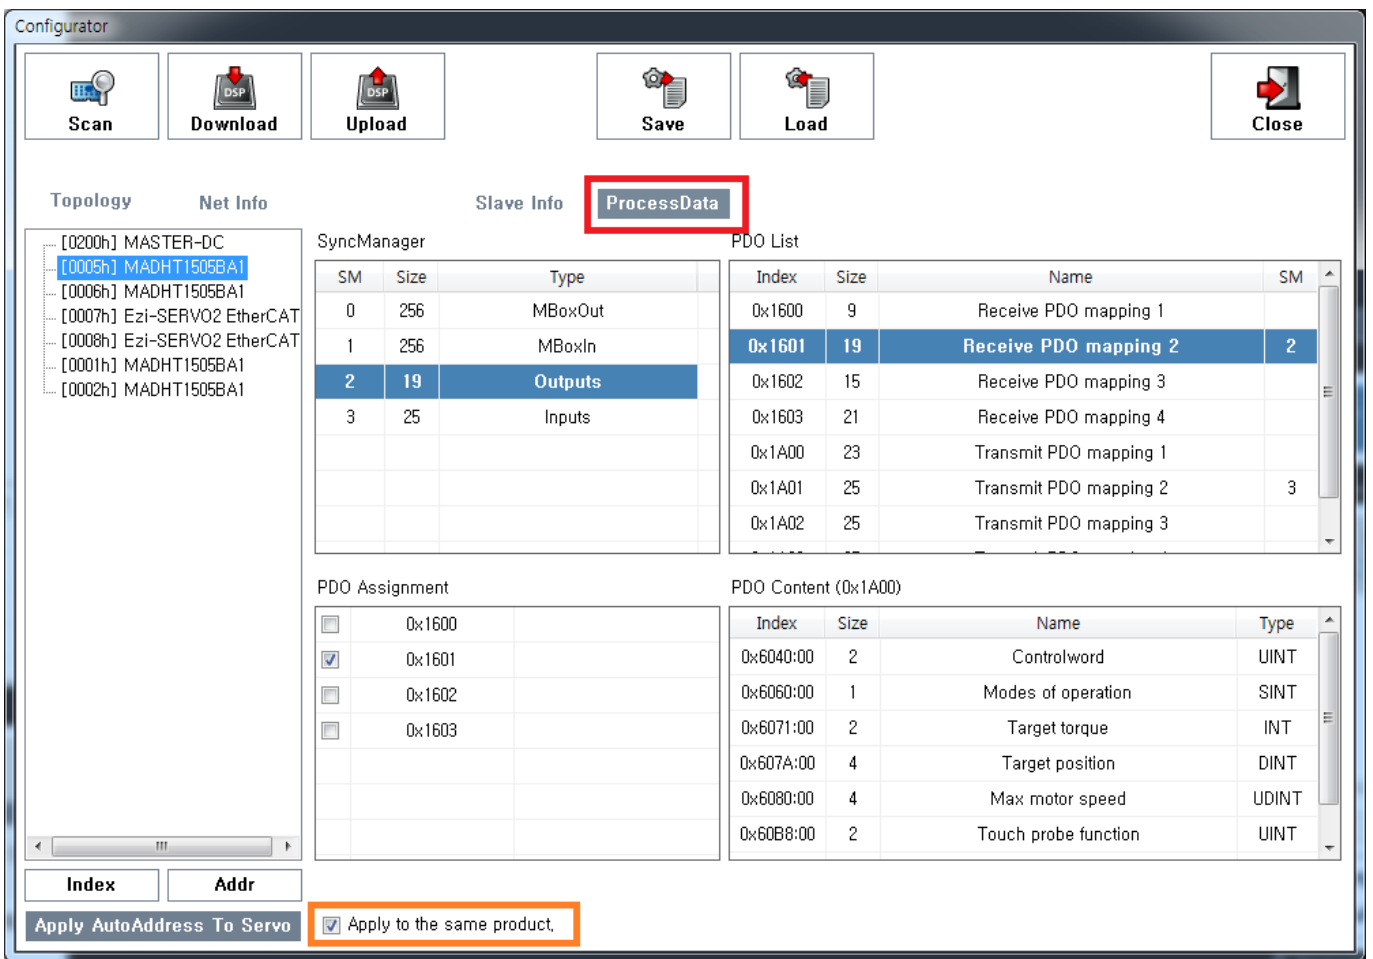 Configurator
Scan
DSP
Download
DSP
Upload
Save
Load
Close
Topology
Net Info
Slave Info
ProcessData
[0200h] MASTER-DC
[0005h] MADHT1505BA1
[0006h] MADHT1505BA1
[0007h] Ezi-SERVO2 EtherCAT
[0008h] Ezi-SERVO2 EtherCAT
[0001h] MADHT1505BA1
[0002h] MADHT1505BA1
SyncManager
SM Size Type
0 256 MBoxOut
1 256 MBoxIn
2 19 Outputs
3 25 Inputs
PDO List
Index Size Name SM
0x1600 9 Receive PDO mapping 1
0x1601 19 Receive PDO mapping 2 2
0x1602 15 Receive PDO mapping 3
0x1603 21 Receive PDO mapping 4
0x1A00 23 Transmit PDO mapping 1
0x1A01 25 Transmit PDO mapping 2 3
0x1A02 25 Transmit PDO mapping 3
PDO Assignment
0x1600
0x1601
0x1602
0x1603
PDO Content (0x1A00)
Index Size Name Type
0x6040:00 2 Controlword UINT
0x6060:00 1 Modes of operation SINT
0x6071:00 2 Target torque INT
0x607A:00 4 Target position DINT
0x6080:00 4 Max motor speed UDINT
0x60B8:00 2 Touch probe function UINT
Index
Addr
Apply AutoAddress To Servo
Apply to the same product.